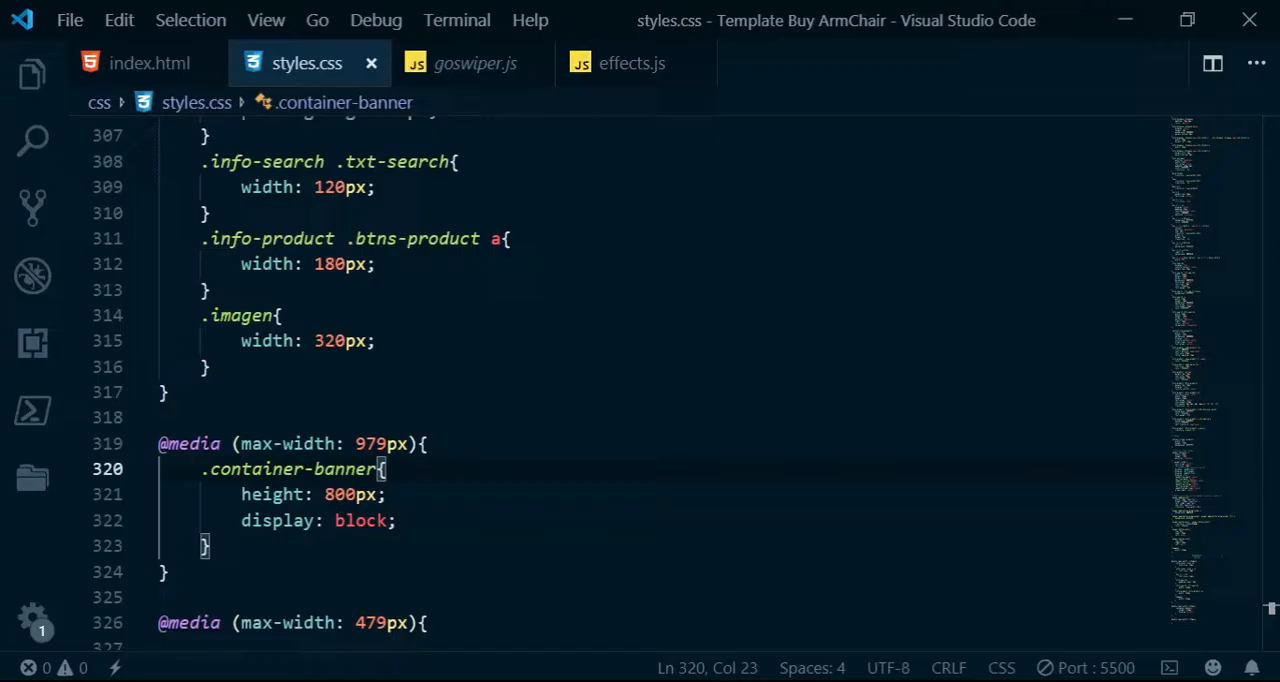 File Edit Selection View Go Debug Terminal Help styles.css - Template Buy ArmChair - Visual Studio Code
index.html styles.css × JS goswiper.js JS effects.js
css styles.css .container-banner
307 }
308 .info-search .txt-search{
309 width: 120px;
310 }
311 .info-product .btns-product a{
312 width: 180px;
313 }
314 .imagen{
315 width: 320px;
316 }
317 }
318
319 @media (max-width: 979px){
320 .container-banner{
321 height: 800px;
322 display: block;
323 }
324 }
325
326 @media (max-width: 479px){
327
1
0 0 Ln 320, Col 23 Spaces: 4 UTF-8 CRLF CSS Port : 5500